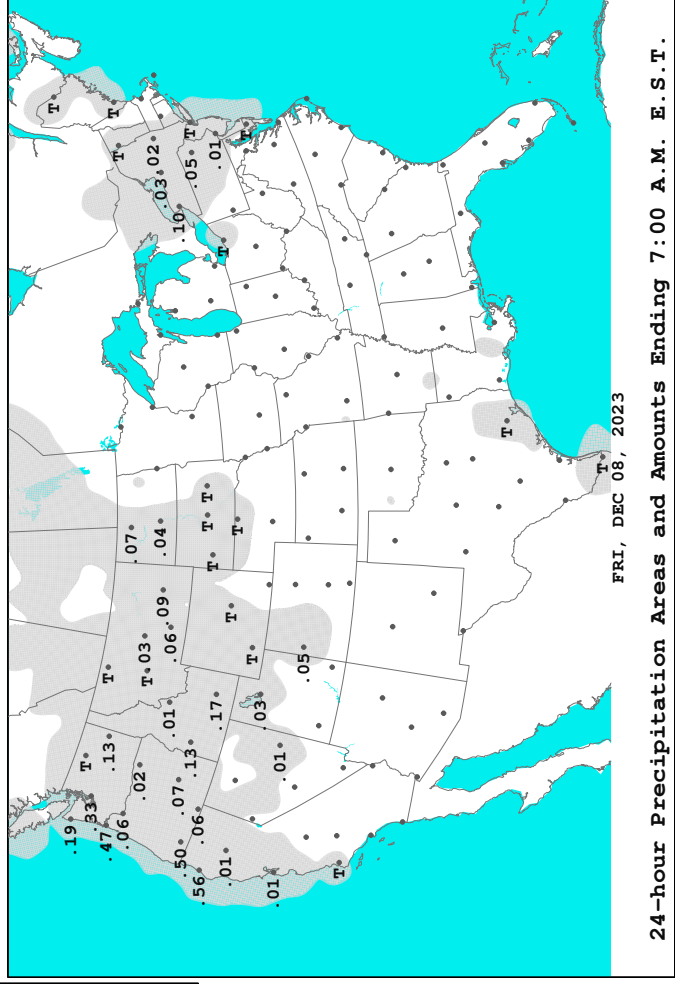 T
.19
T
.33
.47
.13
T
T
T
.06
.07
.02
.03
T
.02
.04
.03
.09
.01
.06
.07
.50
.10
.13
.05
T
.56
.06
T
T
T
.01
.17
T
.01
T
T
T
T
.03
.01
.01
.05
T
T
T
FRI, DEC 08, 2023
24-hour Precipitation Areas and Amounts Ending 7:00 A.M. E.S.T.